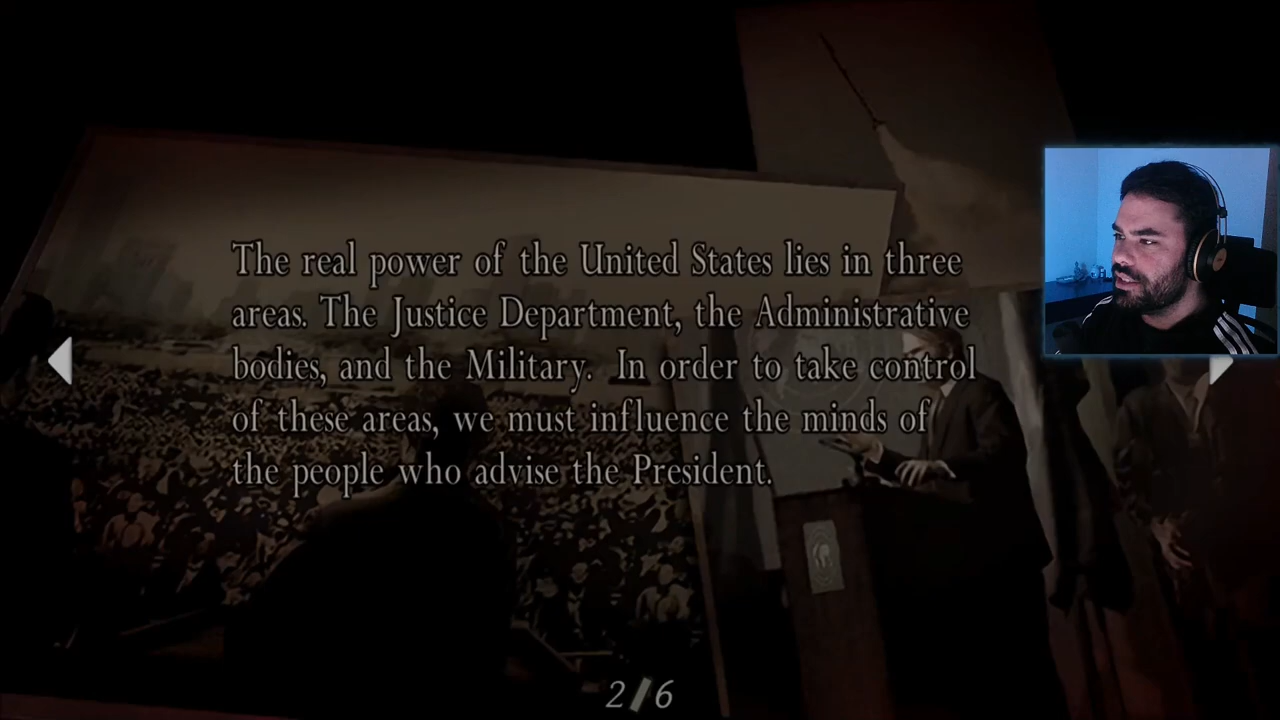 The real power of the United States lies in three
areas. The Justice Department, the Administrative
bodies, and the Military. In order to take control
of these areas, we must influence the minds of
the people who advise the President.
2/6